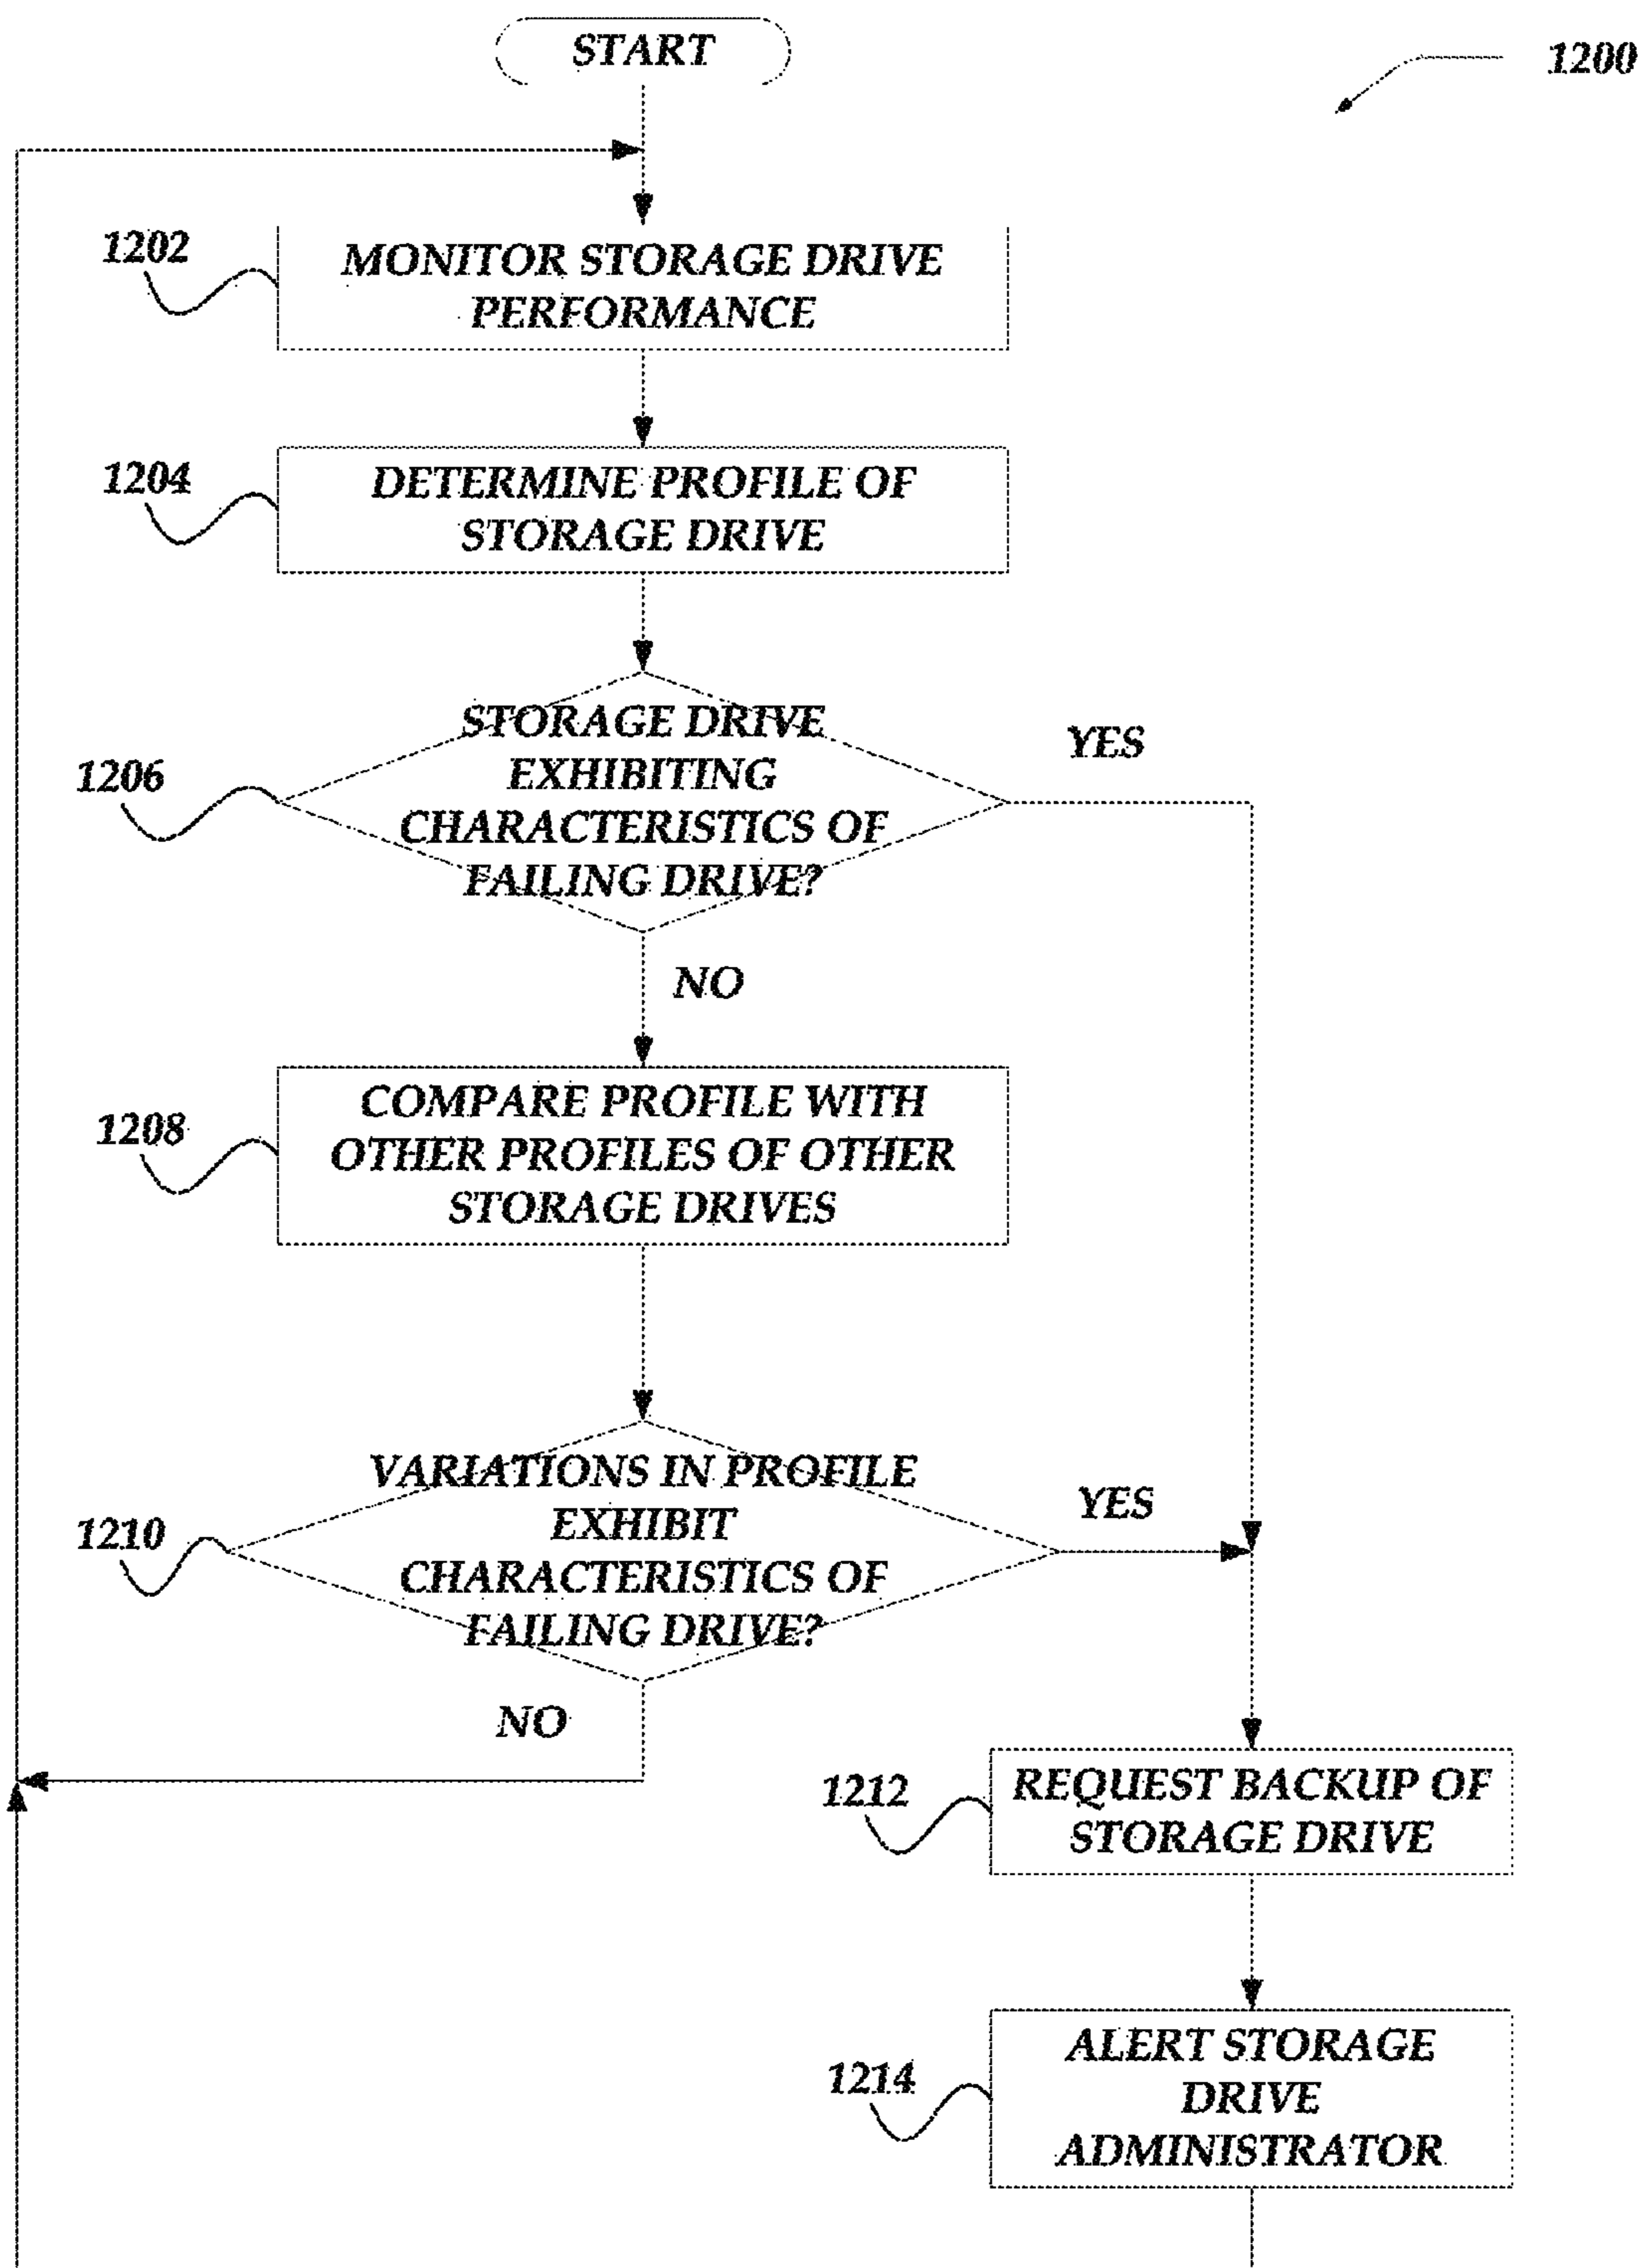 START
1200
1202
MONITOR STORAGE DRIVE
PERFORMANCE
1204
DETERMINE PROFILE OF
STORAGE DRIVE
1206
STORAGE DRIVE
EXHIBITING
CHARACTERISTICS OF
FAILING DRIVE?
YES
NO
1208
COMPARE PROFILE WITH
OTHER PROFILES OF OTHER
STORAGE DRIVES
1210
VARIATIONS IN PROFILE
EXHIBIT
CHARACTERISTICS OF
FAILING DRIVE?
YES
NO
1212
REQUEST BACKUP OF
STORAGE DRIVE
1214
ALERT STORAGE
DRIVE
ADMINISTRATOR